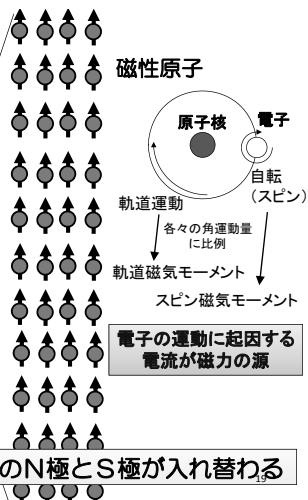 磁性原子
原子核
電子
自転
(スピン)
軌道運動
各々の角運動量
に比例
軌道磁気モーメント
スピン磁気モーメント
電子の運動に起因する
電流が磁力の源
のN極とS極が入れ替わる
19